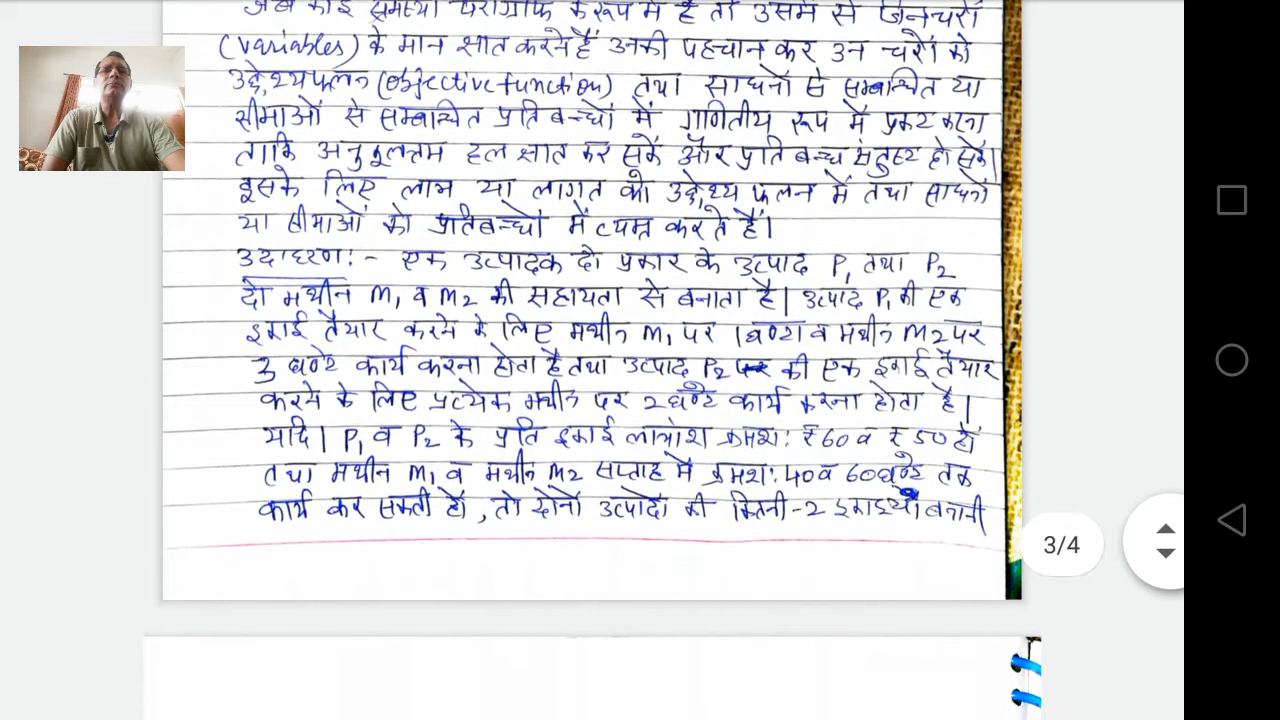 जब कोई समस्या पैराग्राफ के रूप में है तो उसमें से जिन चरों
(variables) के मान ज्ञात करने हैं उनकी पहचान कर उन चरों को
उद्देश्यफलन (objective function) तथा साधनों से सम्बन्धित या
सीमाओं से सम्बन्धित प्रतिबन्धों में गणितीय रूप में प्रकट करना
ताकि अनुकूलतम हल ज्ञात कर सकें और प्रतिबन्ध संतुष्ट हो सकें।
इसके लिए लाभ या लागत को उद्देश्य फलन में तथा साधनों
या सीमाओं को प्रतिबन्धों में व्यक्त करते हैं।
उदाहरण:- एक उत्पादक दो प्रकार के उत्पाद P1 तथा P2
दो मशीन M1 व M2 की सहायता से बनाता है। उत्पाद P1 की एक
इकाई तैयार करने के लिए मशीन M1 पर 1 घण्टा व मशीन M2 पर
3 घण्टे कार्य करना होता है तथा उत्पाद P2 की एक इकाई तैयार
करने के लिए प्रत्येक मशीन पर 2 घण्टे कार्य करना होता है।
यदि P1 व P2 के प्रति इकाई लाभांश क्रमश: ₹60 व ₹50 हों
तथा मशीन M1 व मशीन M2 सप्ताह में क्रमश: 40 व 60 घण्टे तक
कार्य कर सकती हों, तो दोनों उत्पादों की कितनी-2 इकाइयाँ बनानी
3/4